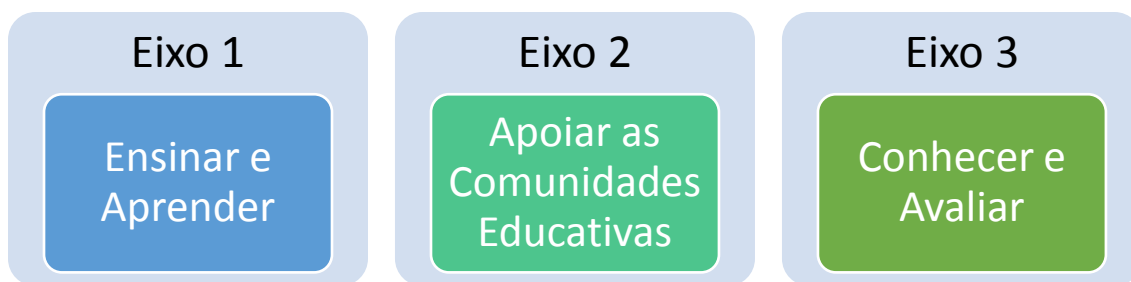 Eixo 1
Ensinar e
Aprender
Eixo 2
Apoiar as
Comunidades
Educativas
Eixo 3
Conhecer e
Avaliar